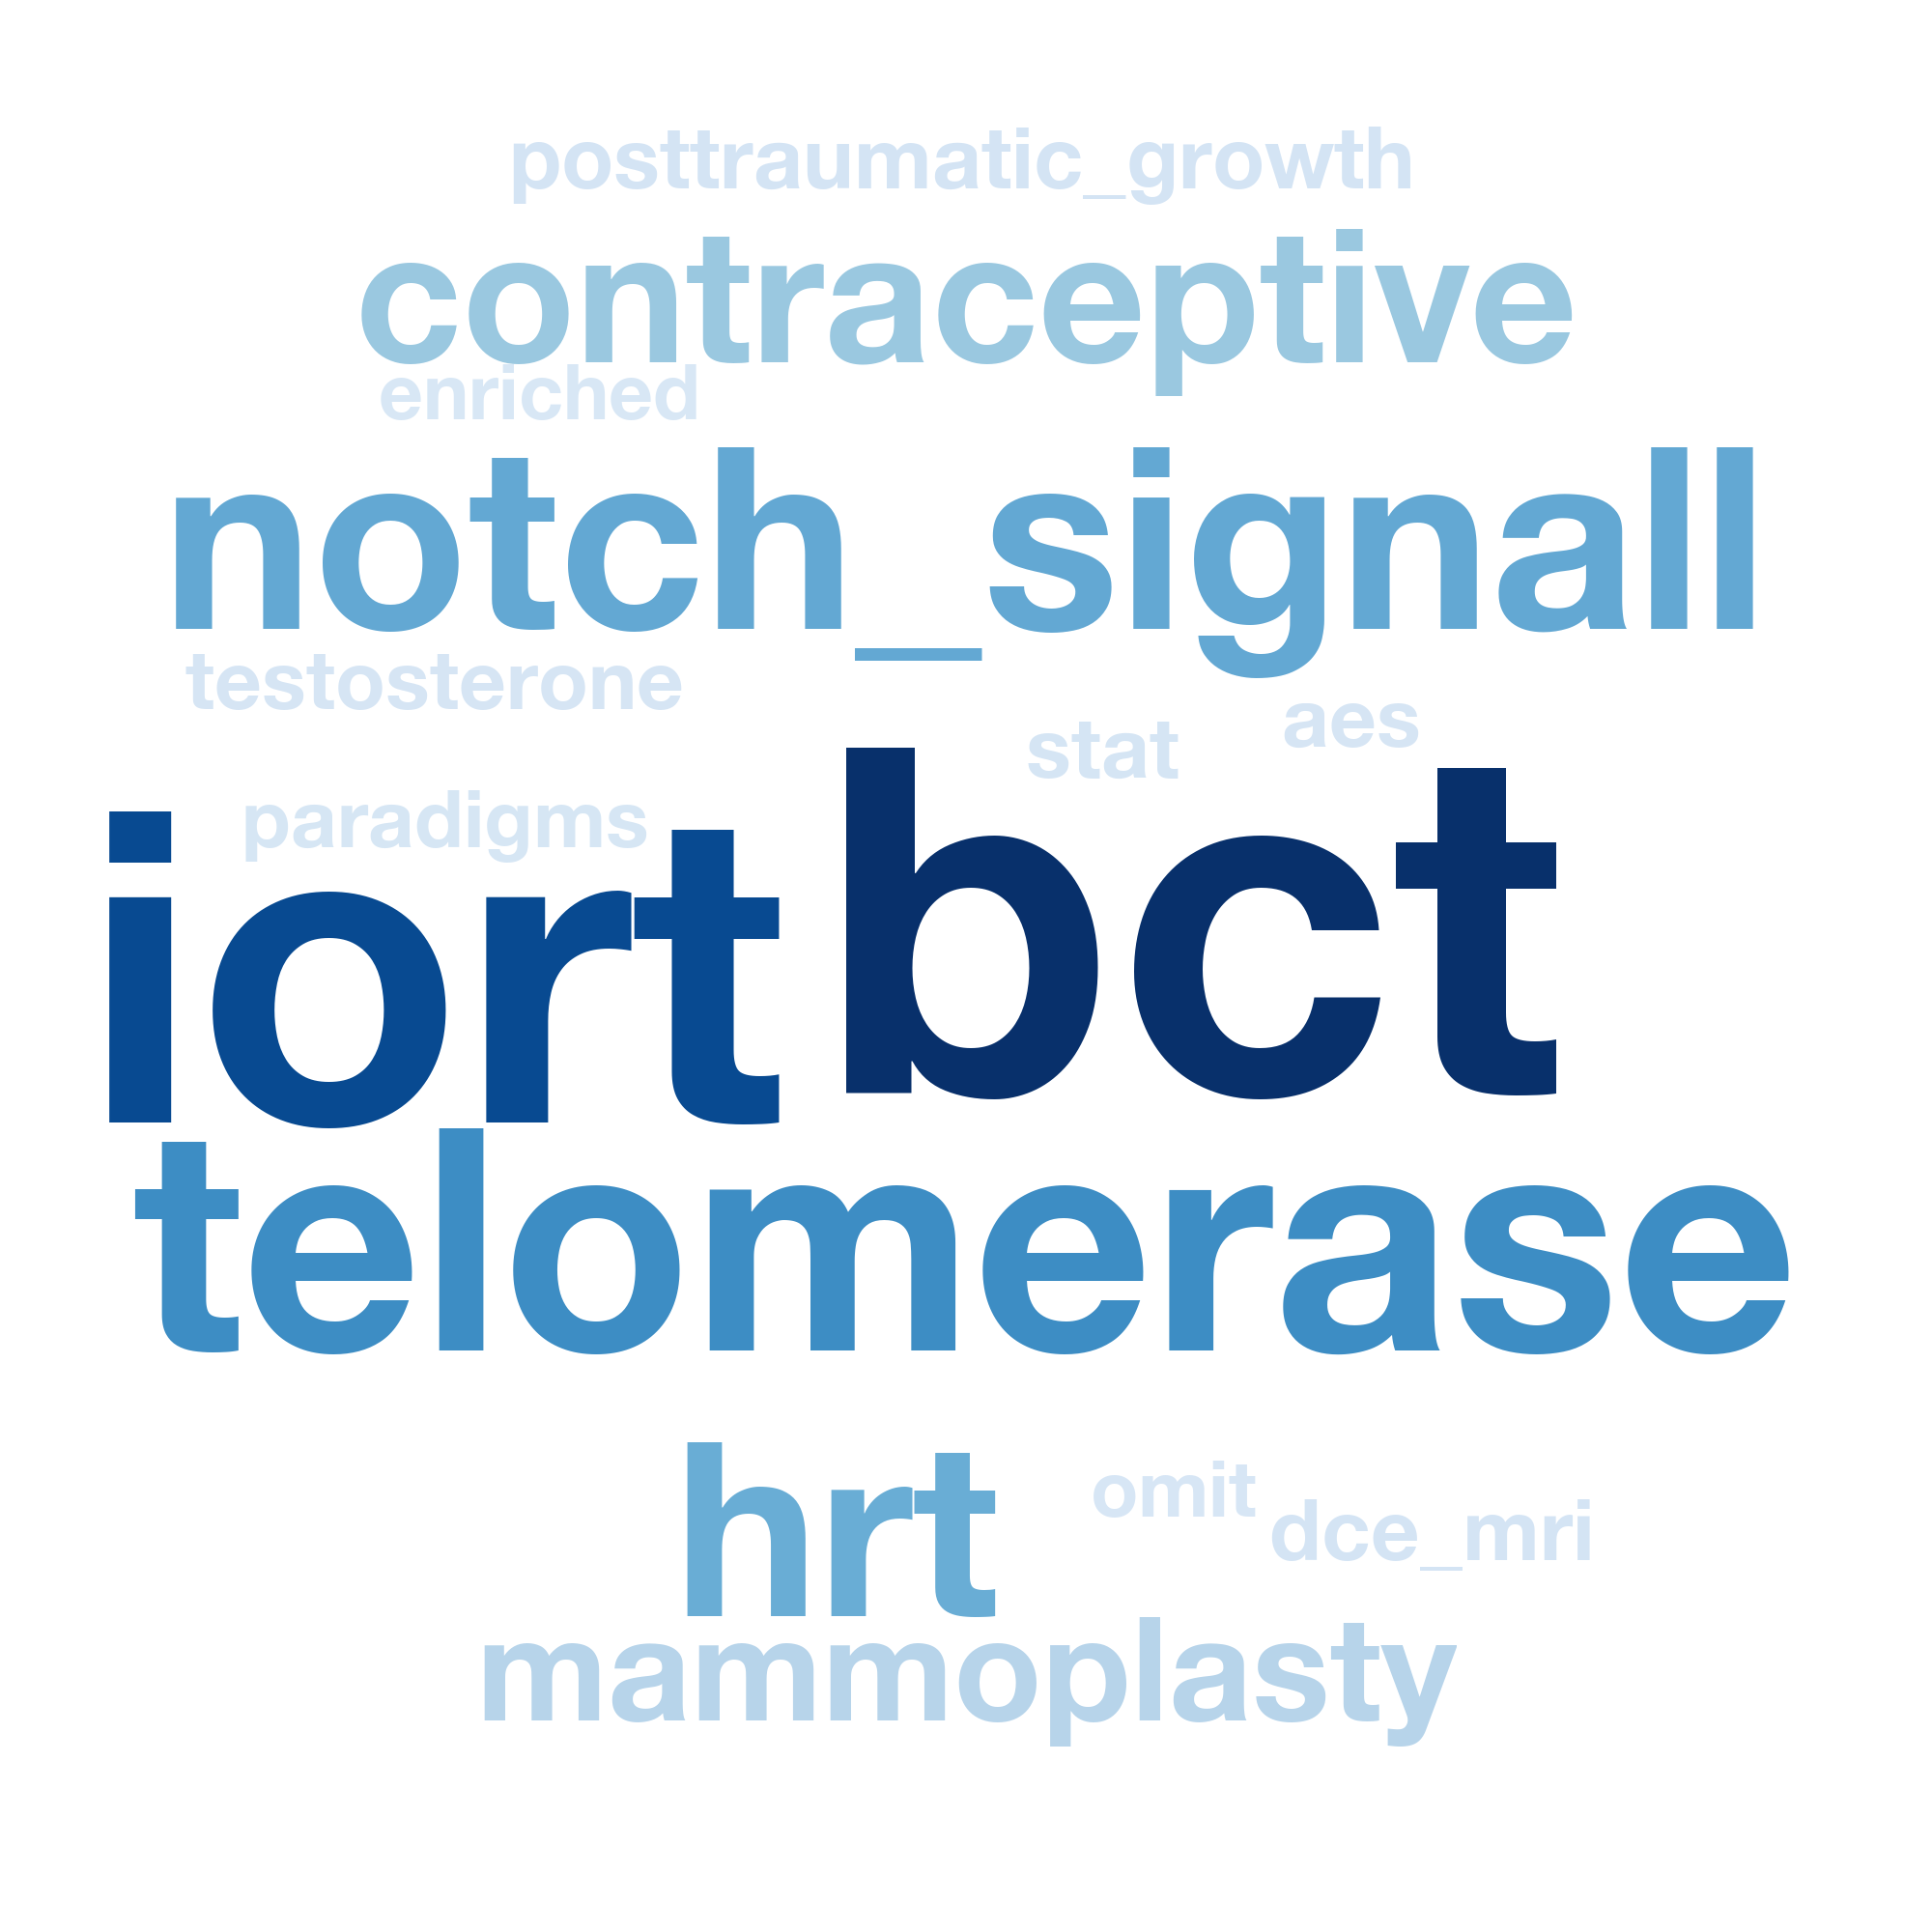 posttraumatic_growth
contraceptive
enriched
notch_signall
testosterone
aes
stat
paradigms
iort bct
telomerase
hrt
omit
dce_mri
mammoplasty